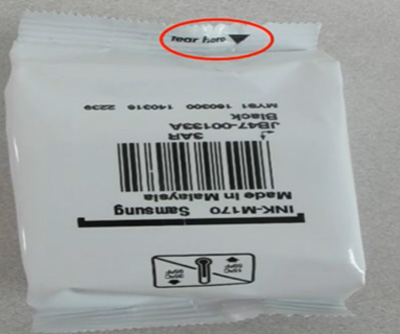 Tear here
INK-M170 Samsung
Made In Malaysia
3AR
JB47-00133A
Black